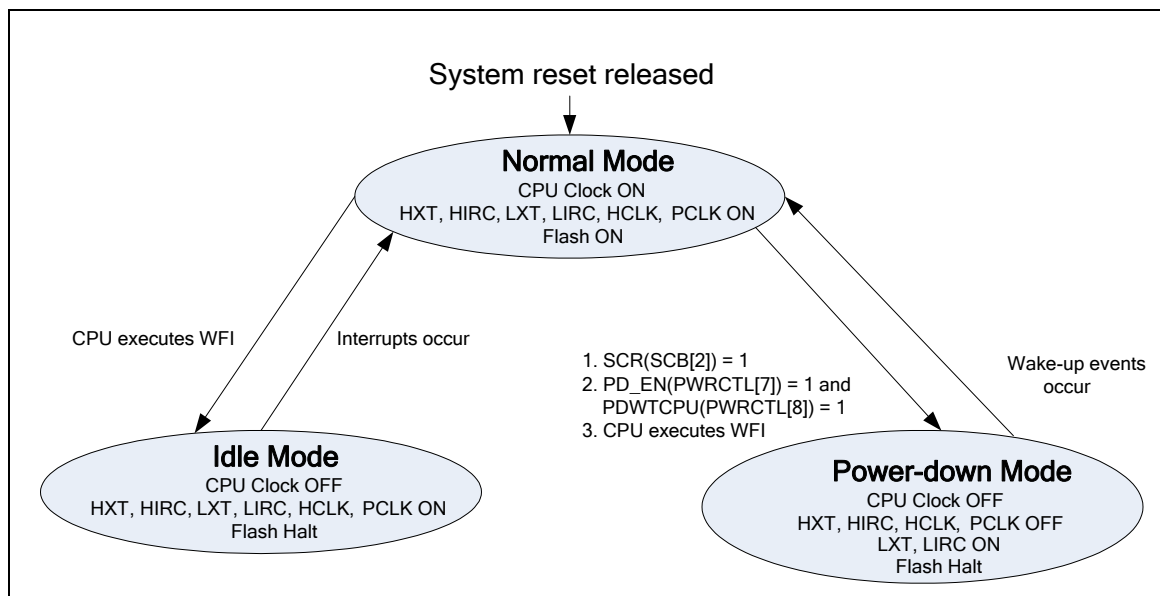 System reset released
Normal Mode
CPU Clock ON
HXT, HIRC, LXT, LIRC, HCLK, PCLK ON
Flash ON
CPU executes WFI
Interrupts occur
1. SCR(SCB[2]) = 1
2. PD_EN(PWRCTL[7]) = 1 and
PDWTCPU(PWRCTL[8]) = 1
3. CPU executes WFI
Wake-up events
occur
Idle Mode
CPU Clock OFF
HXT, HIRC, LXT, LIRC, HCLK, PCLK ON
Flash Halt
Power-down Mode
CPU Clock OFF
HXT, HIRC, HCLK, PCLK OFF
LXT, LIRC ON
Flash Halt